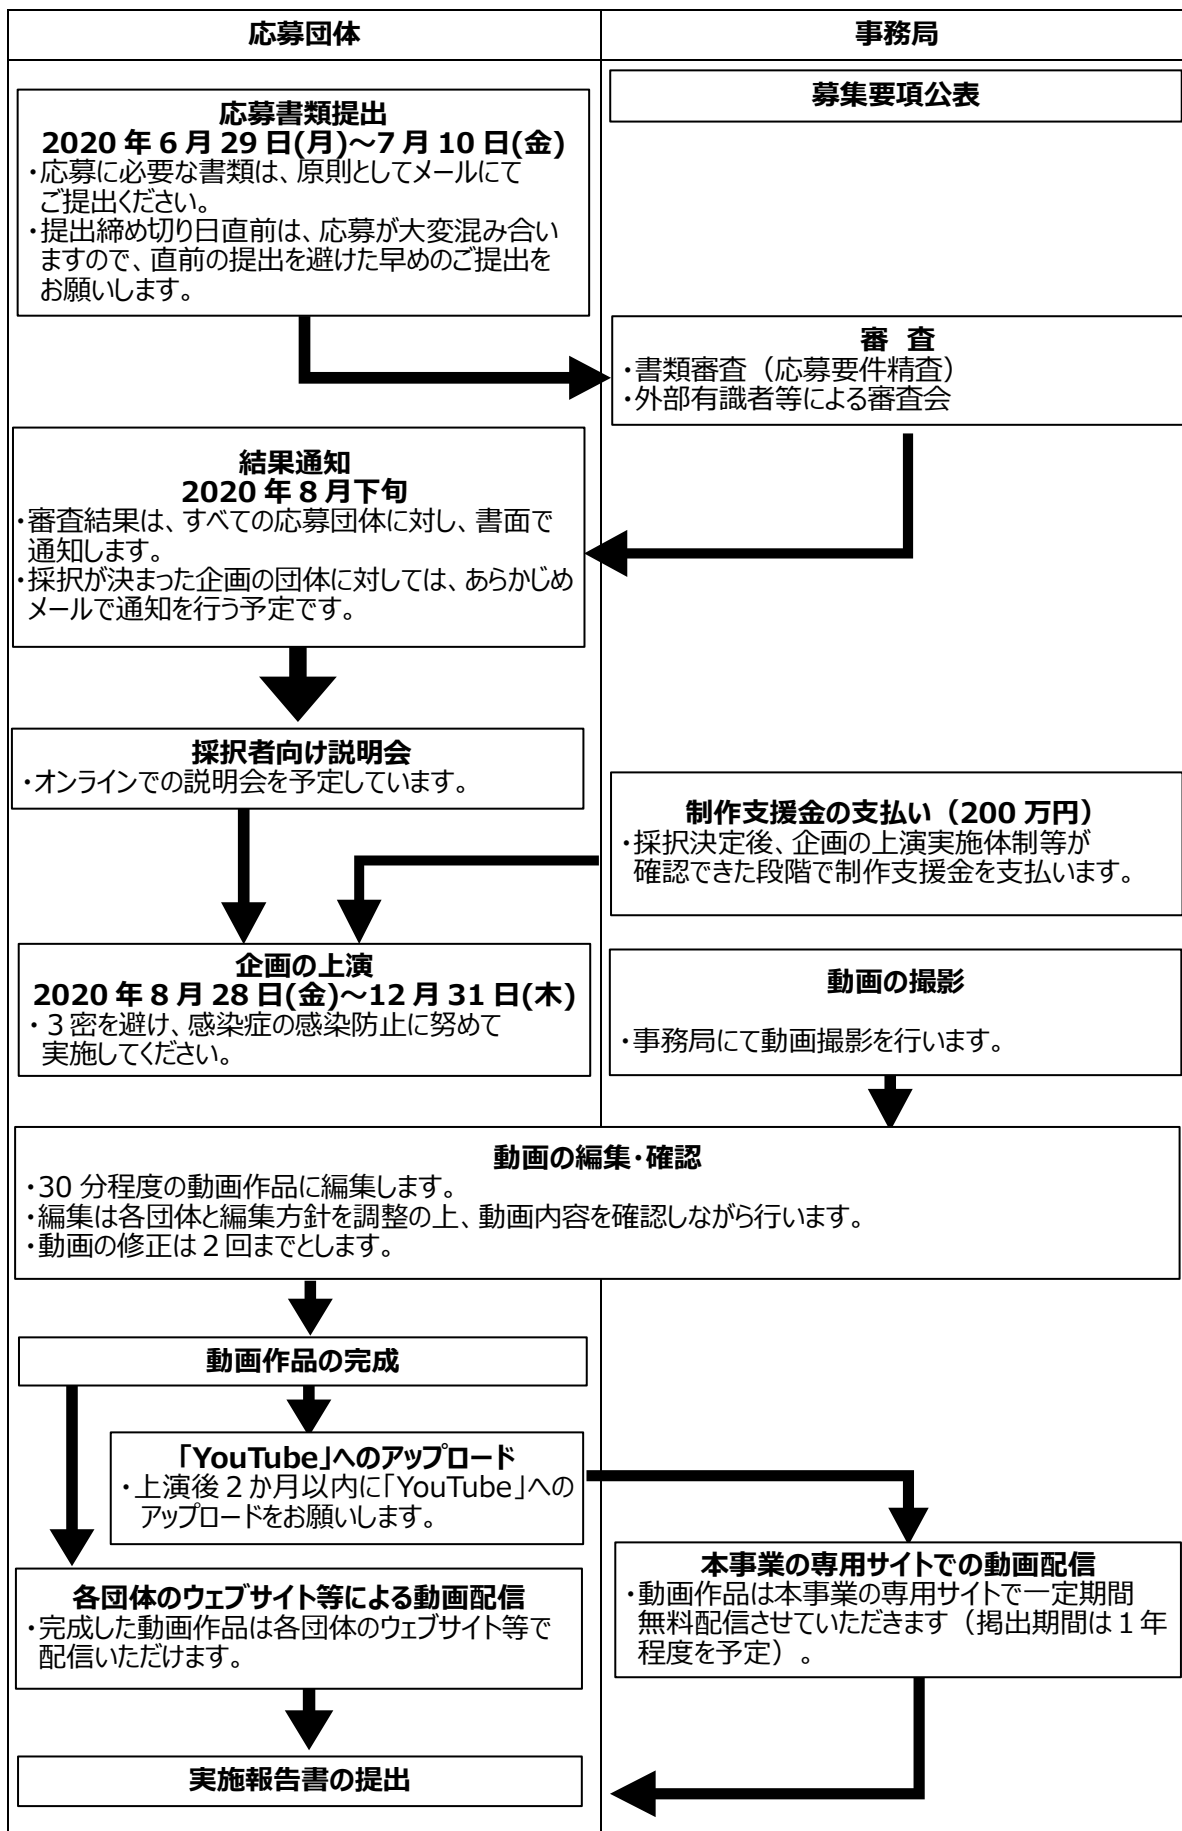 応募団体
事務局
募集要項公表
応募書類提出
2020 年 6 月 29 日(月)～7 月 10 日(金)
・応募に必要な書類は、原則としてメールにて
ご提出ください。
・提出締め切り日直前は、応募が大変混み合い
ますので、直前の提出を避けた早めのご提出を
お願いします。
審 査
・書類審査（応募要件精査）
・外部有識者等による審査会
結果通知
2020 年 8 月下旬
・審査結果は、すべての応募団体に対し、書面で
通知します。
・採択が決まった企画の団体に対しては、あらかじめ
メールで通知を行う予定です。
採択者向け説明会
・オンラインでの説明会を予定しています。
制作支援金の支払い（200 万円）
・採択決定後、企画の上演実施体制等が
確認できた段階で制作支援金を支払います。
企画の上演
2020 年 8 月 28 日(金)～12 月 31 日(木)
・３密を避け、感染症の感染防止に努めて
実施してください。
動画の撮影
・事務局にて動画撮影を行います。
動画の編集・確認
・30 分程度の動画作品に編集します。
・編集は各団体と編集方針を調整の上、動画内容を確認しながら行います。
・動画の修正は２回までとします。
動画作品の完成
「YouTube」へのアップロード
・上演後２か月以内に「YouTube」への
アップロードをお願いします。
各団体のウェブサイト等による動画配信
・完成した動画作品は各団体のウェブサイト等で
配信いただけます。
本事業の専用サイトでの動画配信
・動画作品は本事業の専用サイトで一定期間
無料配信させていただきます（掲出期間は１年
程度を予定）。
実施報告書の提出